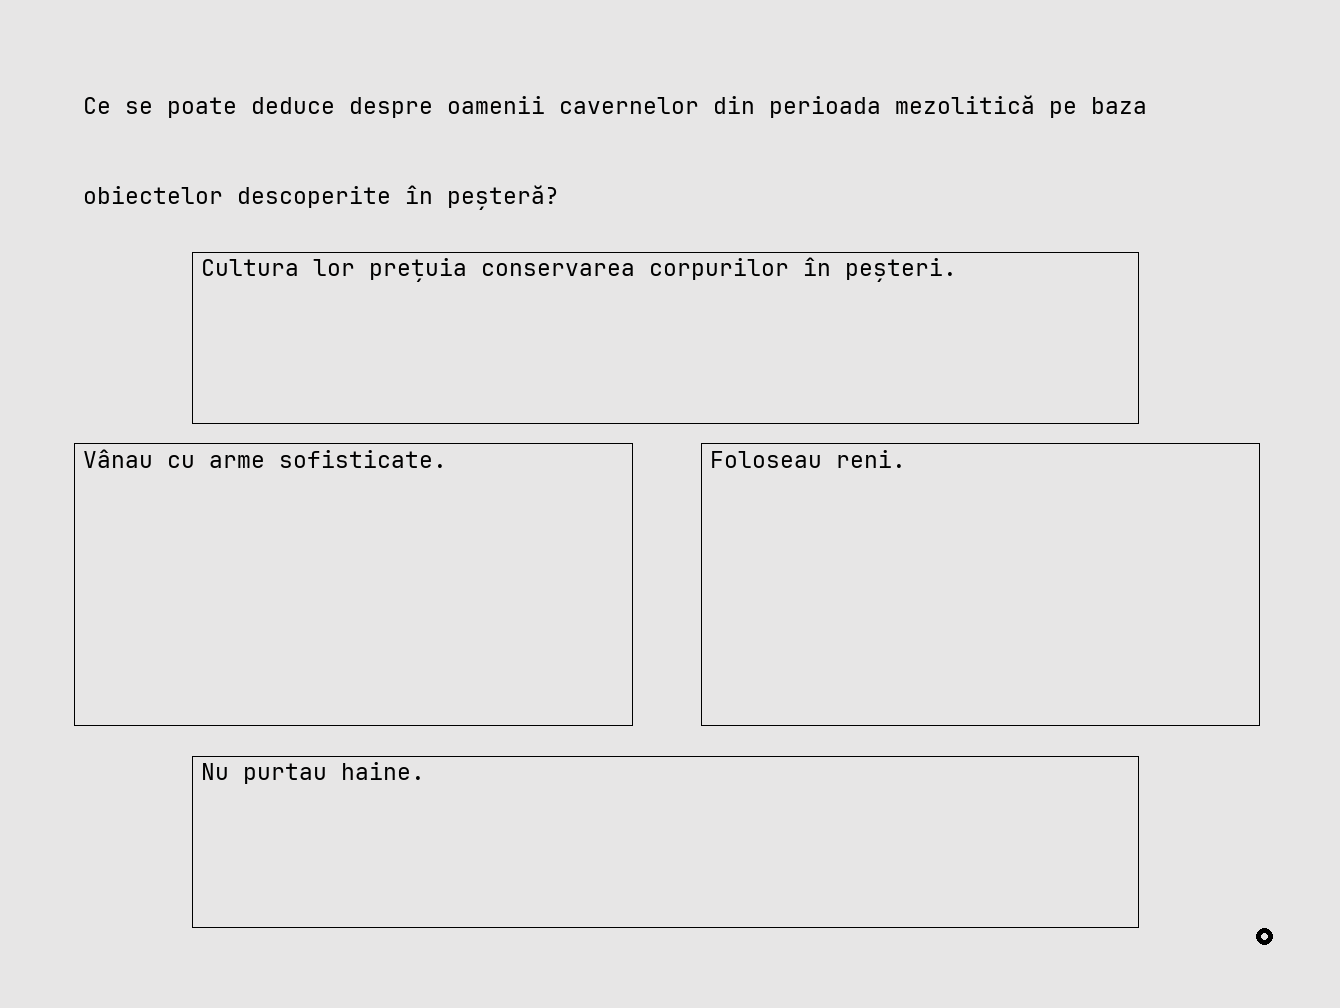 Ce se poate deduce despre oamenii cavernelor din perioada mezolitică pe baza
obiectelor descoperite în peșteră?
Cultura lor prețuia conservarea corpurilor în peșteri.
Vânau cu arme sofisticate.
Foloseau reni.
Nu purtau haine.